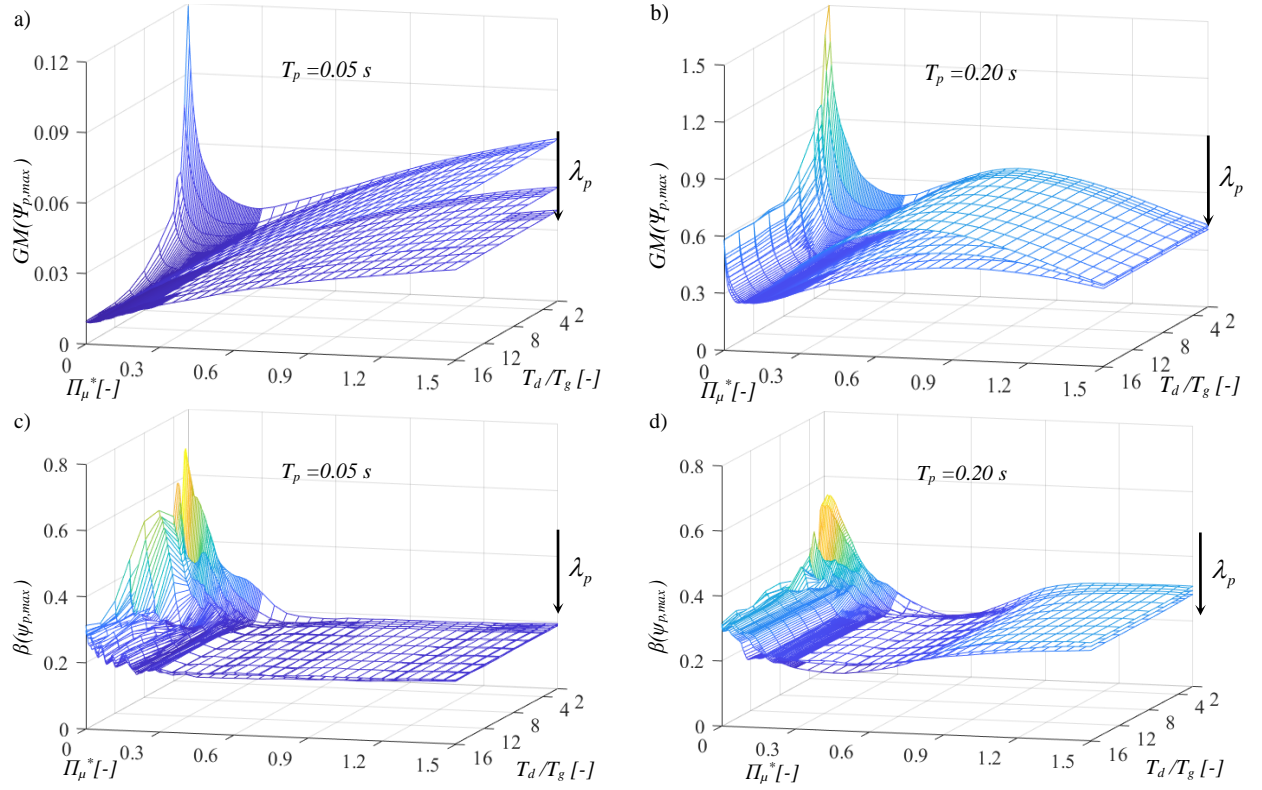 a)
T_p =0.05 s
GM(Ψ_p,max)
0.12
0.09
0.06
0.03
0
λ_p
0
0.3
0.6
0.9
1.2
1.5
Π_μ*[-]
16
12
8
4
2
T_d /T_g [-]
b)
T_p =0.20 s
GM(Ψ_p,max)
1.5
1.2
0.9
0.6
0.3
0
λ_p
0
0.3
0.6
0.9
1.2
1.5
Π_μ*[-]
16
12
8
4
2
T_d /T_g [-]
c)
T_p =0.05 s
β(ψ_p,max)
0.8
0.6
0.4
0.2
0
λ_p
0
0.3
0.6
0.9
1.2
1.5
Π_μ*[-]
16
12
8
4
2
T_d /T_g [-]
d)
T_p =0.20 s
β(ψ_p,max)
0.8
0.6
0.4
0.2
0
λ_p
0
0.3
0.6
0.9
1.2
1.5
Π_μ*[-]
16
12
8
4
2
T_d /T_g [-]